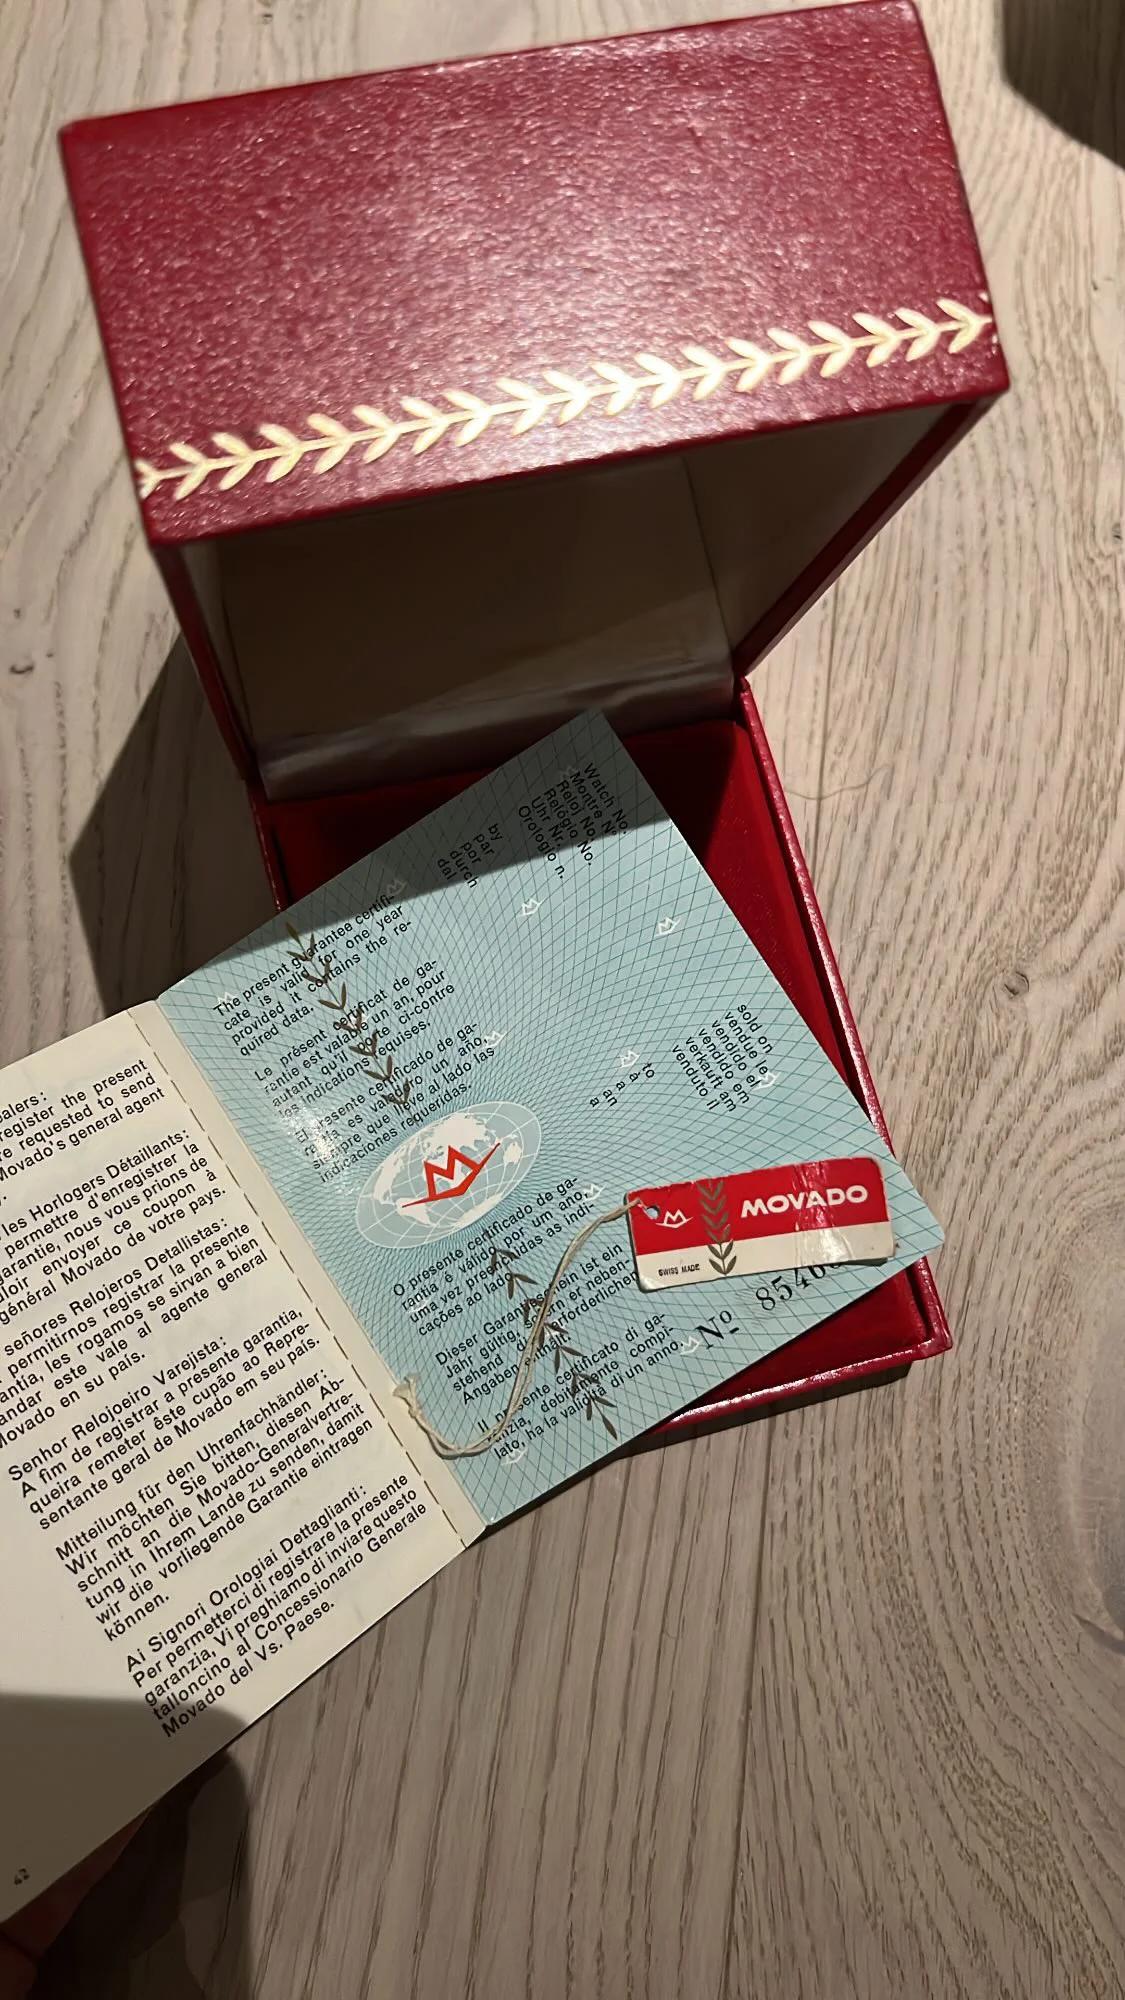 alers:
register the present
re requested to send
Movado's general agent
les Horlogers Détaillants:
permettre d'enregistrer la
garantie, nous vous prions de
loir envoyer ce coupon à
général Movado de votre pays.
señores Relojeros Detallistas:
permitirnos registrar la presente
antía, les rogamos se sirvan a bien
andar este vale al agente general
Movado en su país.
Senhor Relojoeiro Varejista:
A fim de registar a presente garantia,
queira remeter êste cupão ao Repre-
sentante geral de Movado em seu país.
Mitteilung für den Uhrenfachhändler:
Wir möchten Sie bitten, diesen Ab-
schnitt an die Movado-Generalvertre-
tung in Ihrem Lande zu senden, damit
wir die vorliegende Garantie eintragen
können.
Ai Signori Orologiai Dettaglianti:
Per permetterci di registrare la presente
garanzia, Vi preghiamo di inviare questo
talloncino al Concessionario Generale
Movado del Vs. Paese.
42
The present guarantee certifi-
cate is valid for one year
provided it contains the re-
quired data.
Le présent certificat de ga-
rantie est valable un an, pour
autant qu'il porte ci-contre
les indications requises.
El presente certificado de ga-
rantía es valedero un año,
siempre que lleve al lado las
indicaciones requeridas.
O presente certificado de ga-
rantia é válido por um ano,
uma vez preenchidas as indi-
cações ao lado.
Dieser Garantieschein ist ein
Jahr gültig, sofern er neben-
stehend die erforderlichen
Angaben enthält.
Il presente certificato di ga-
ranzia, debitamente compi-
lato, ha la validità di un anno.
Watch No.
Montre Nº
Reloj No.
Relógio No.
Uhr Nr.
Orologio n.
by
par
por
durch
dal
sold on
vendue le
vendido el
vendido em
verkauft am
venduto il
to
à
a
a
an
a
MOVADO
SWISS MADE
Nº 8546